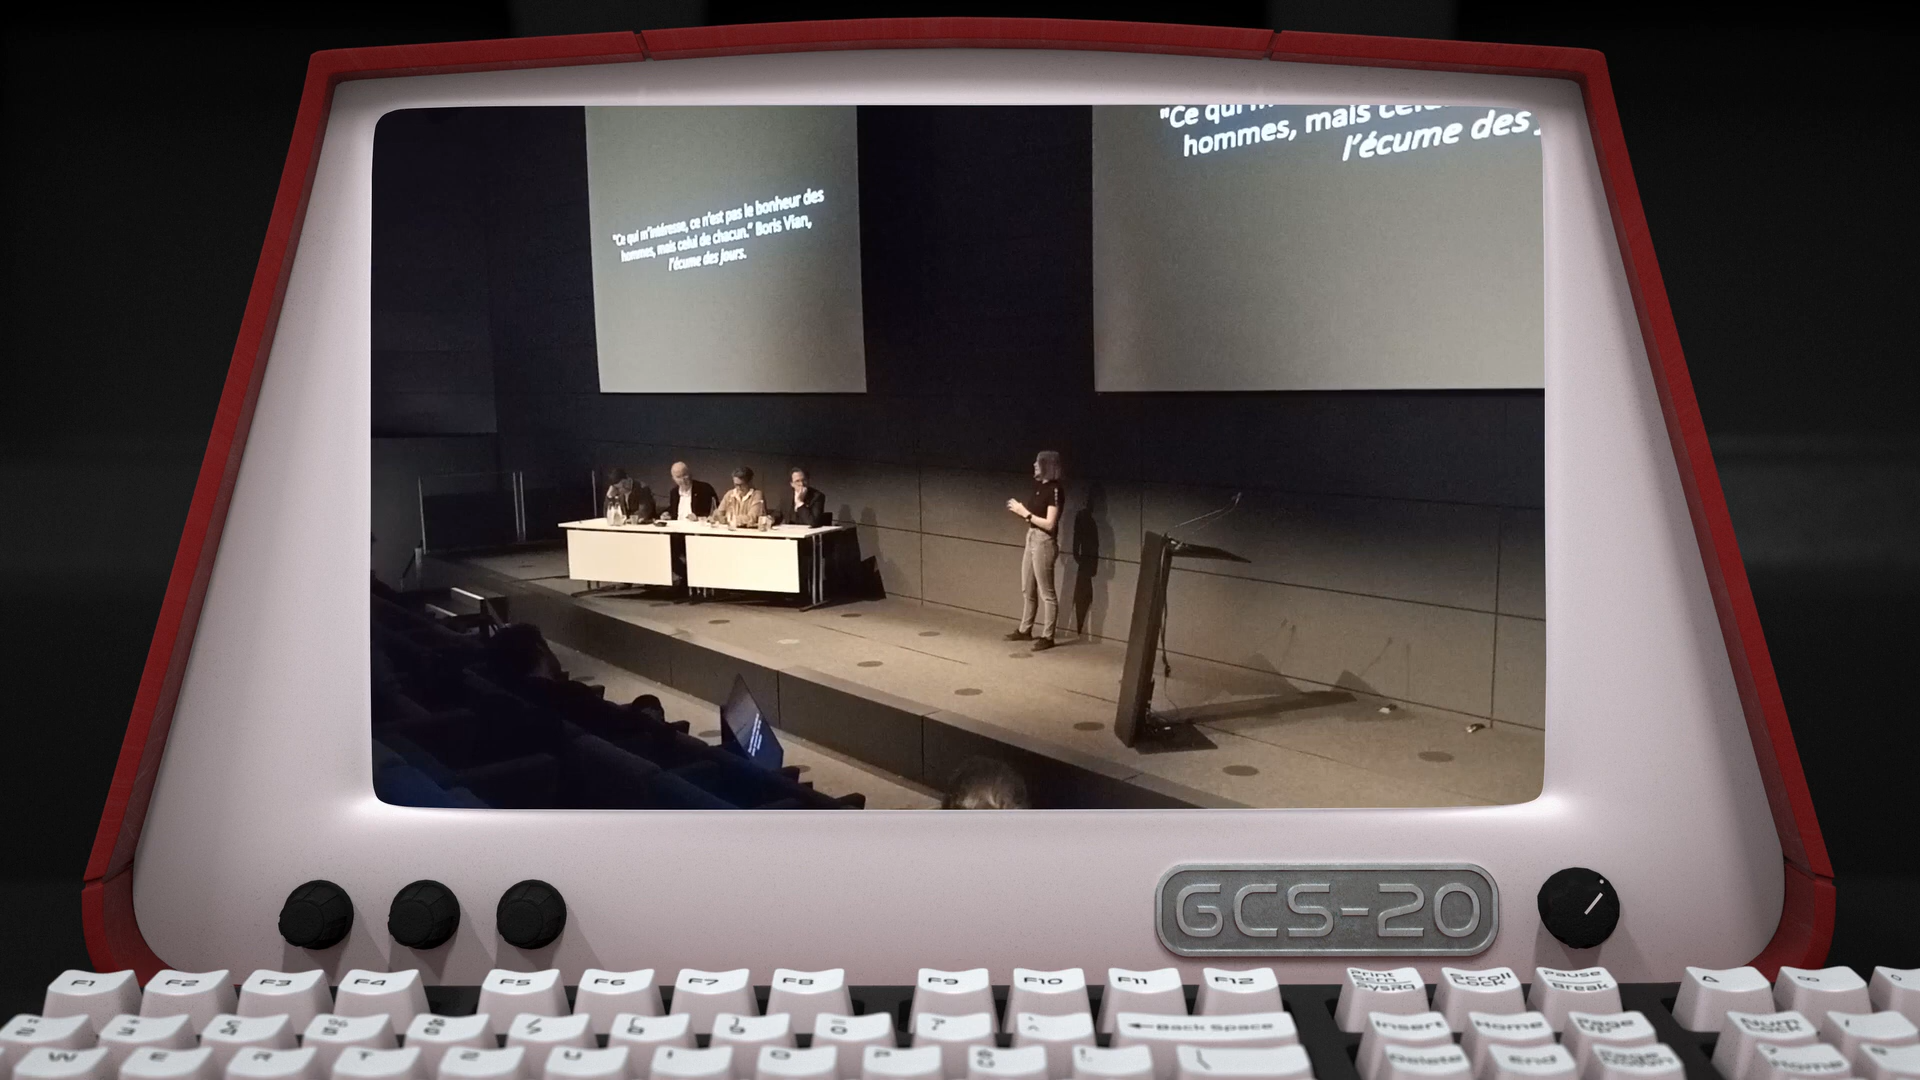 "Ce qui m'intéresse, ce n'est pas le bonheur des
hommes, mais celui de chacun." Boris Vian,
l'écume des jours.
"Ce qui
hommes, mais
l'écume des
GCS-20
F1 F2 F3 F4 F5 F6 F7 F8 F9 F10 F11 F12 Print Scrn SysRq Scroll Lock Pause Break
Back Space Insert Home Page Up Num Lock
W E R T Z U I O P Delete End Page Down 7 Home